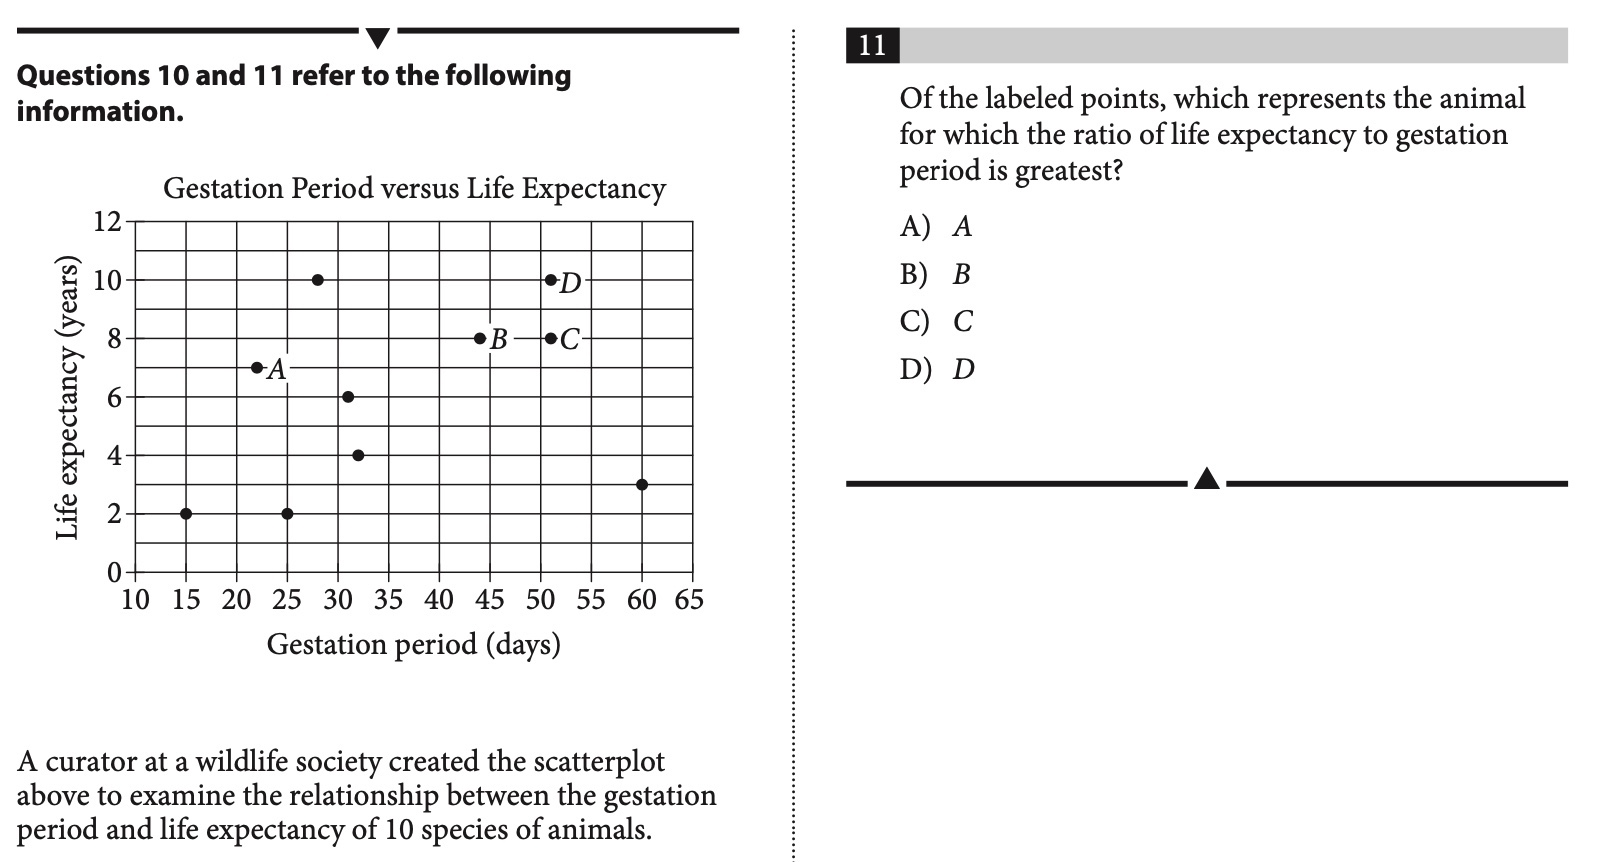 Questions 10 and 11 refer to the following
information.
Gestation Period versus Life Expectancy
12
10
8
6
4
2
0
Life expectancy (years)
D
B
C
A
10 15 20 25 30 35 40 45 50 55 60 65
Gestation period (days)
A curator at a wildlife society created the scatterplot
above to examine the relationship between the gestation
period and life expectancy of 10 species of animals.
11
Of the labeled points, which represents the animal
for which the ratio of life expectancy to gestation
period is greatest?
A) A
B) B
C) C
D) D